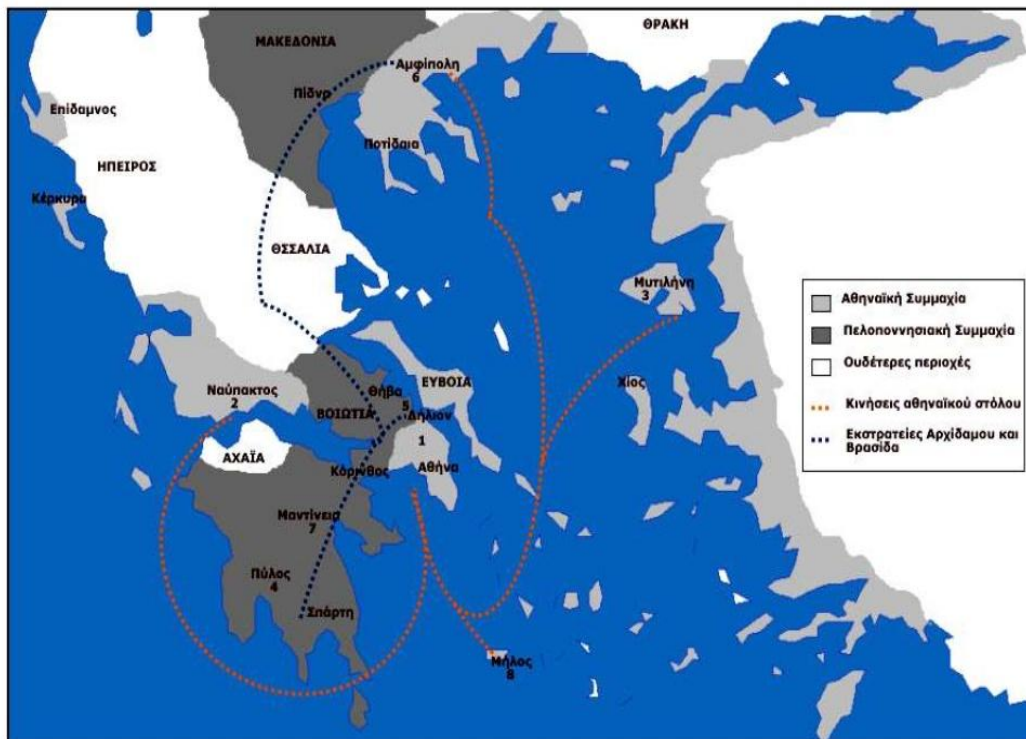 ΜΑΚΕΔΟΝΙΑ
ΘΡΑΚΗ
Αμφίπολη
6
Πίδνρ
Επίδαμνος
Ποτίδαια
ΗΠΕΙΡΟΣ
Κέρκυρα
ΘΣΣΑΛΙΑ
Μυτιλήνη
3
Αθηναϊκή Συμμαχία
Πελοποννησιακή Συμμαχία
Ουδέτερες περιοχές
Κινήσεις αθηναϊκού στόλου
Εκστρατείες Αρχίδαμου και
Βρασίδα
Ναύπακτος
2
Θήβα
5
ΕΥΒΟΙΑ
Χίος
ΒΟΙΩΤΙΑ
Δήλιον
1
ΑΧΑΪΑ
Κόρινθος
Αθήνα
Μαντίνεια
7
Πύλος
4
Σπάρτη
Μήλος
8